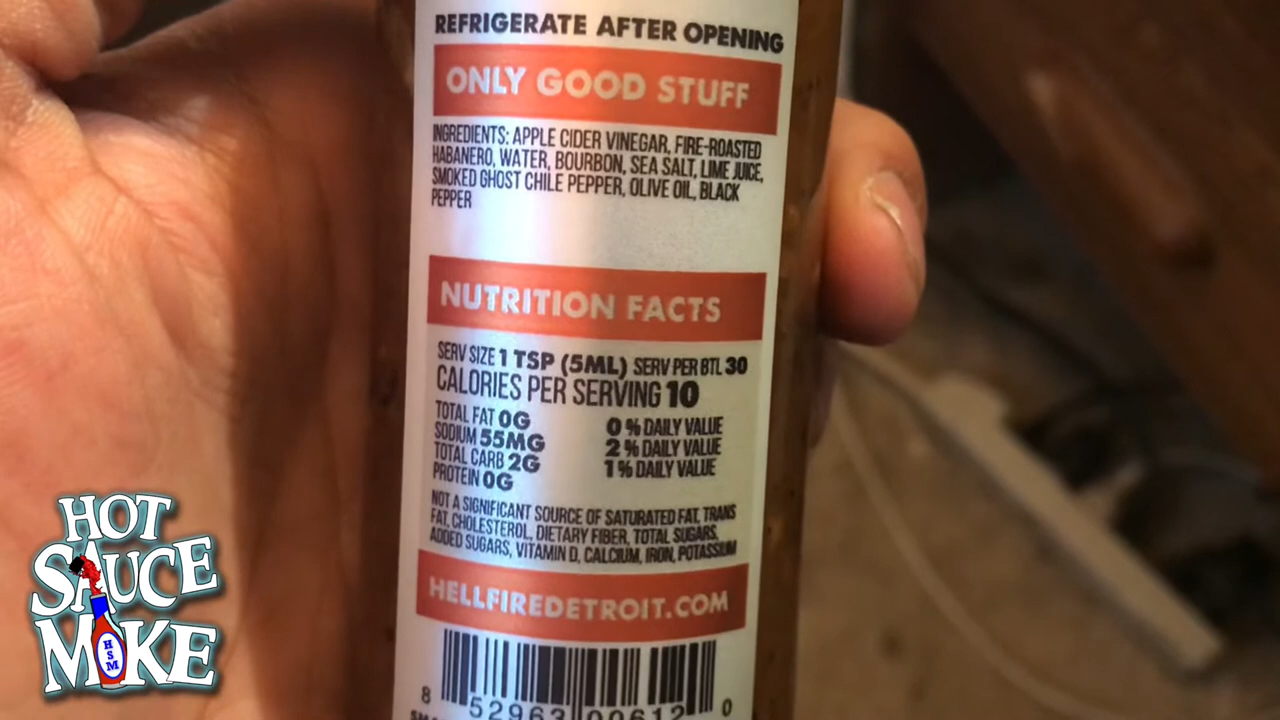 REFRIGERATE AFTER OPENING
ONLY GOOD STUFF
INGREDIENTS: APPLE CIDER VINEGAR, FIRE-ROASTED
HABANERO, WATER, BOURBON, SEA SALT, LIME JUICE,
SMOKED GHOST CHILE PEPPER, OLIVE OIL, BLACK
PEPPER
NUTRITION FACTS
SERV SIZE 1 TSP (5ML) SERV PER BTL 30
CALORIES PER SERVING 10
TOTAL FAT 0G 0 % DAILY VALUE
SODIUM 55MG 2 % DAILY VALUE
TOTAL CARB 2G 1 % DAILY VALUE
PROTEIN 0G
NOT A SIGNIFICANT SOURCE OF SATURATED FAT, TRANS
FAT, CHOLESTEROL, DIETARY FIBER, TOTAL SUGARS,
ADDED SUGARS, VITAMIN D, CALCIUM, IRON, POTASSIUM
HELLFIREDETROIT.COM
8 52963 00612 0
HOT
SAUCE
MIKE
HSM